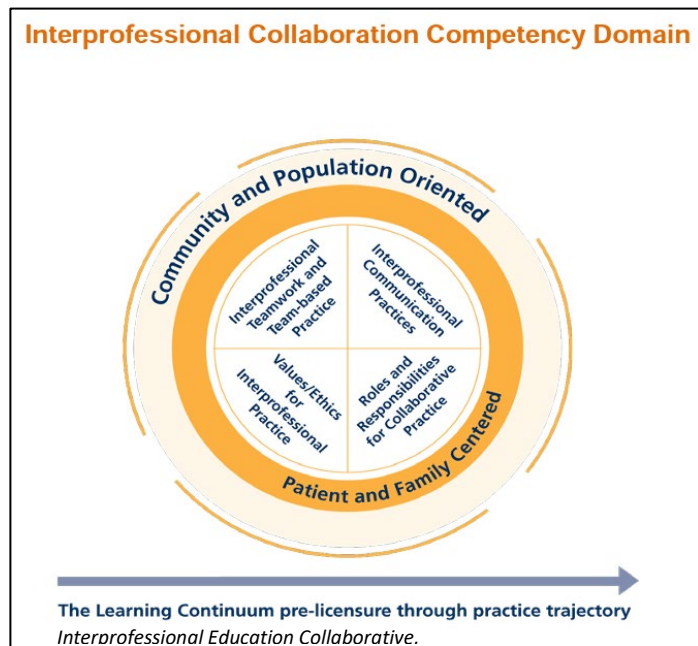 Interprofessional Collaboration Competency Domain
Community and Population Oriented
Interprofessional
Teamwork and
Team-based
Practice
Interprofessional
Communication
Practices
Values/Ethics
for
Interprofessional
Practice
Roles and
Responsibilities
for Collaborative
Practice
Patient and Family Centered
The Learning Continuum pre-licensure through practice trajectory
Interprofessional Education Collaborative.